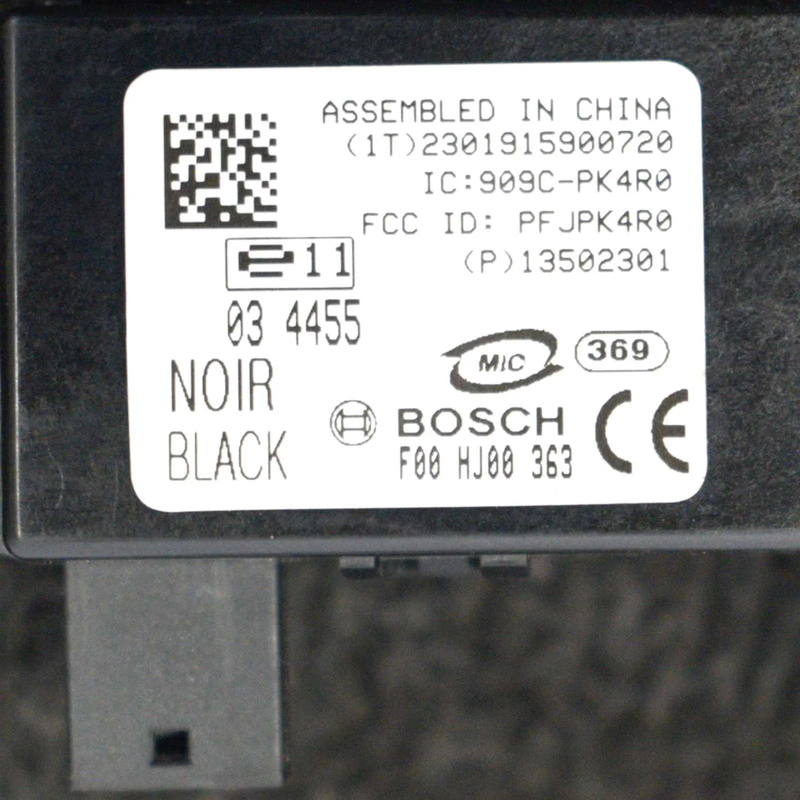 ASSEMBLED IN CHINA
(1T)2301915900720
IC:909C-PK4R0
FCC ID: PFJPK4R0
(P)13502301
e11
03 4455
NOIR
BLACK
MIC
369
BOSCH
F00 HJ00 363
CE